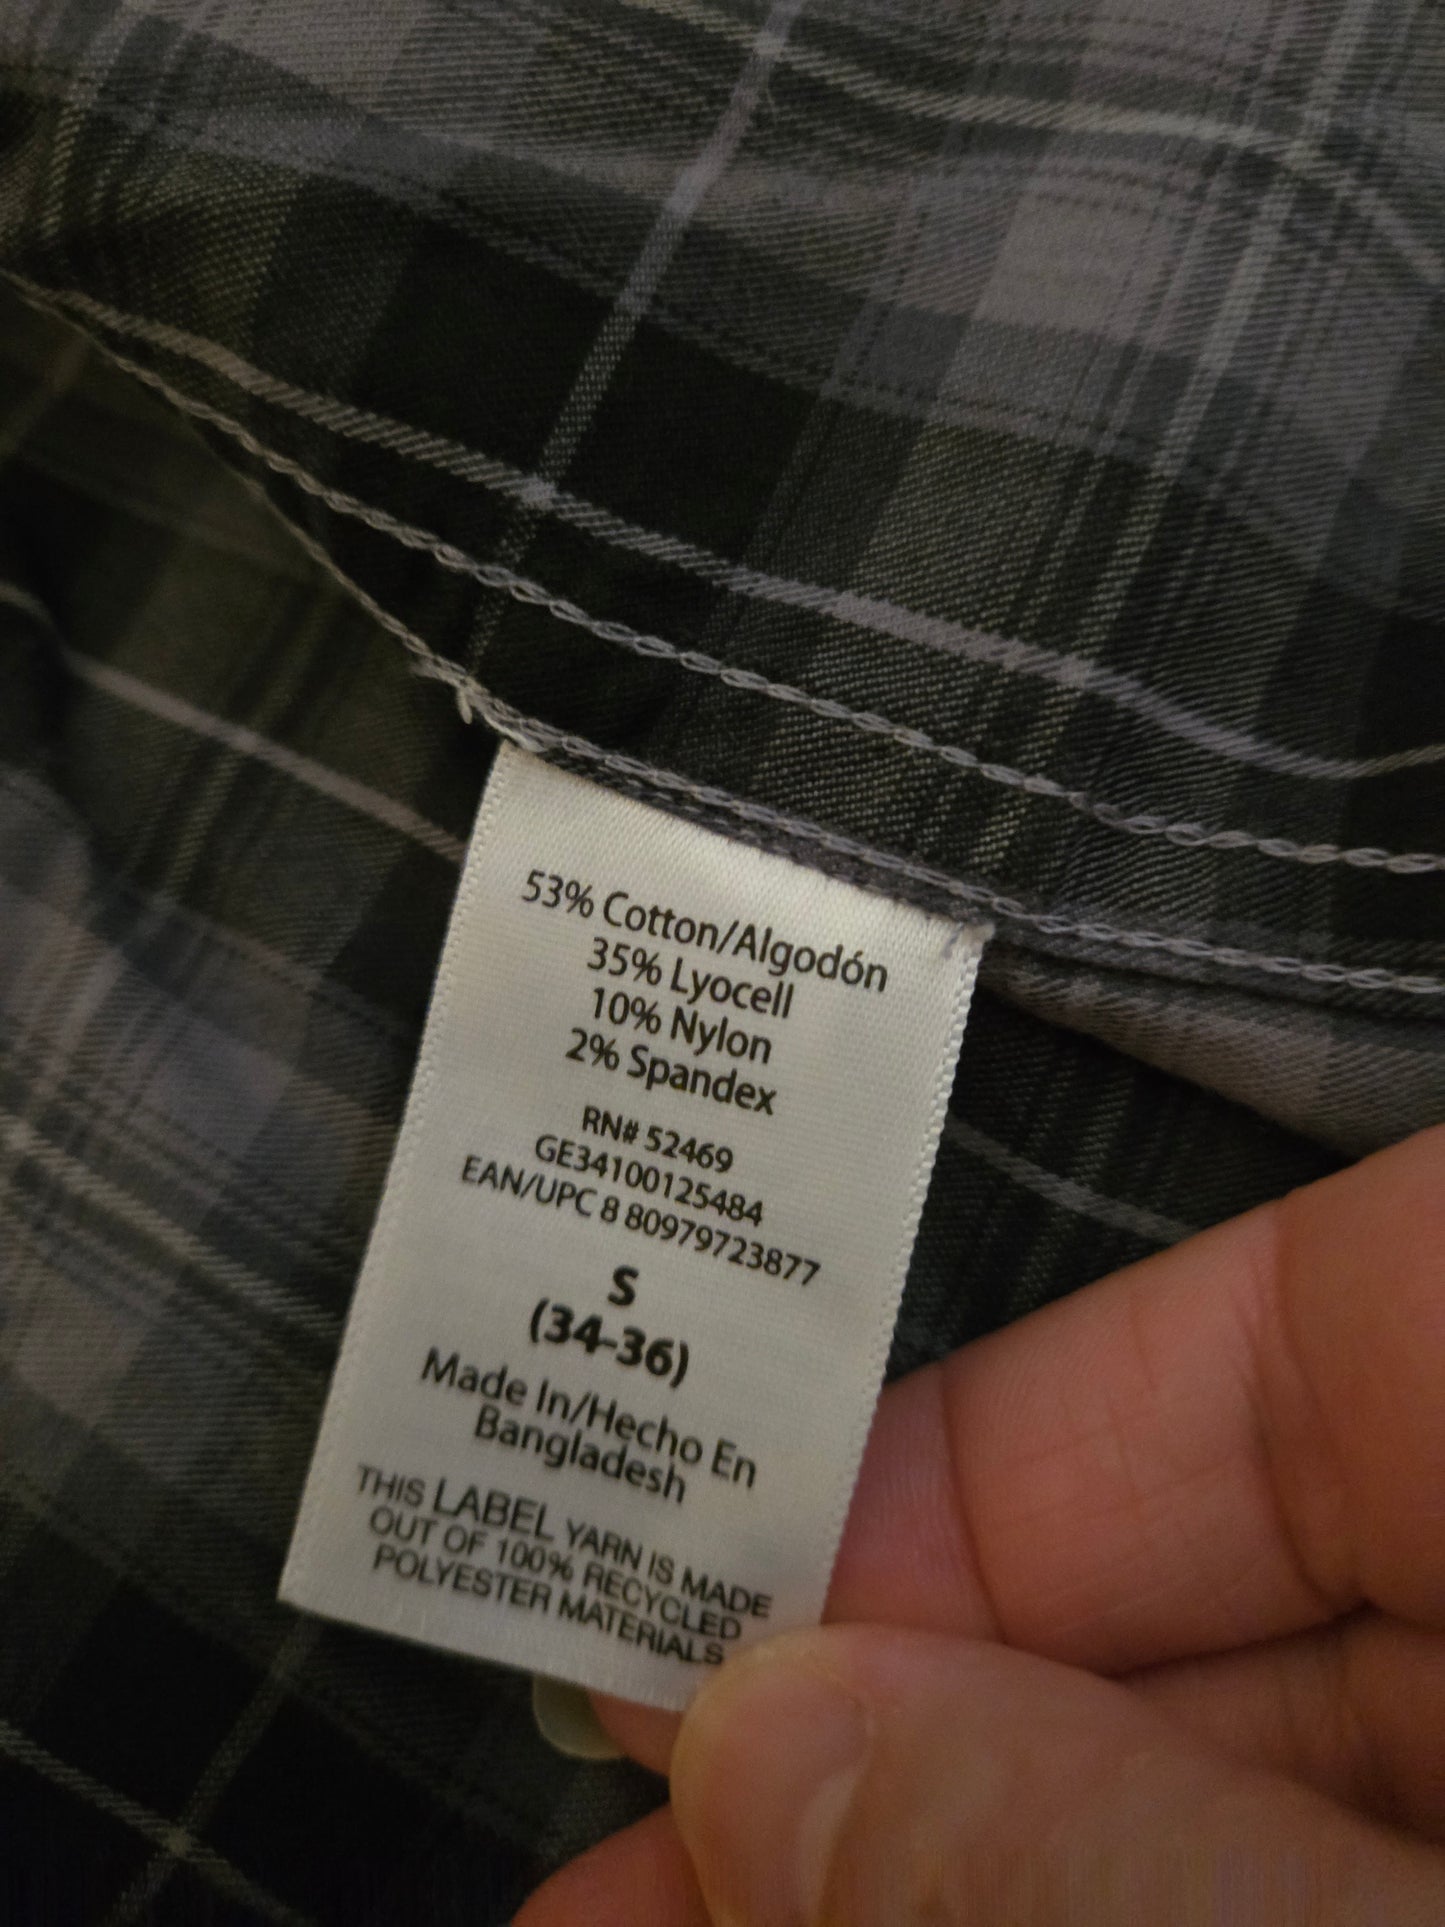 53% Cotton/Algodón
35% Lyocell
10% Nylon
2% Spandex
RN# 52469
GE34100125484
EAN/UPC 8 80979723877
S
(34-36)
Made In/Hecho En
Bangladesh
THIS LABEL YARN IS MADE
OUT OF 100% RECYCLED
POLYESTER MATERIALS